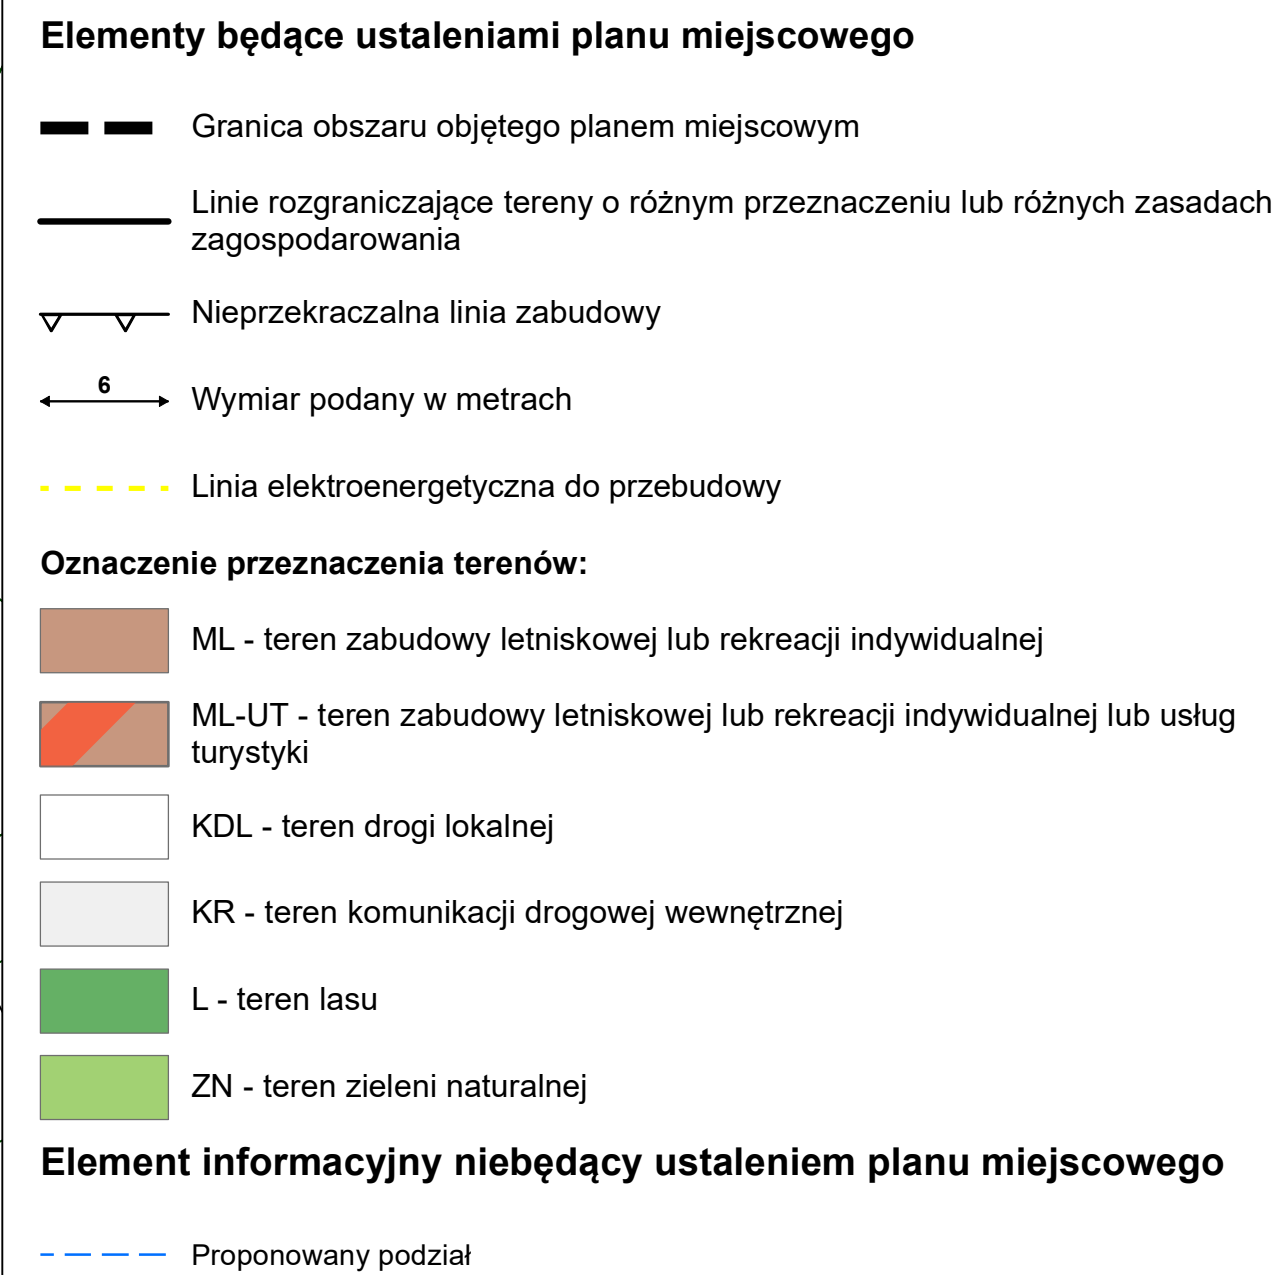 Elementy będące ustaleniami planu miejscowego
Granica obszaru objętego planem miejscowym
Linie rozgraniczające tereny o różnym przeznaczeniu lub różnych zasadach
zagospodarowania
Nieprzekraczalna linia zabudowy
6
Wymiar podany w metrach
Linia elektroenergetyczna do przebudowy
Oznaczenie przeznaczenia terenów:
ML - teren zabudowy letniskowej lub rekreacji indywidualnej
ML-UT - teren zabudowy letniskowej lub rekreacji indywidualnej lub usług
turystyki
KDL - teren drogi lokalnej
KR - teren komunikacji drogowej wewnętrznej
L - teren lasu
ZN - teren zieleni naturalnej
Element informacyjny niebędący ustaleniem planu miejscowego
Proponowany podział